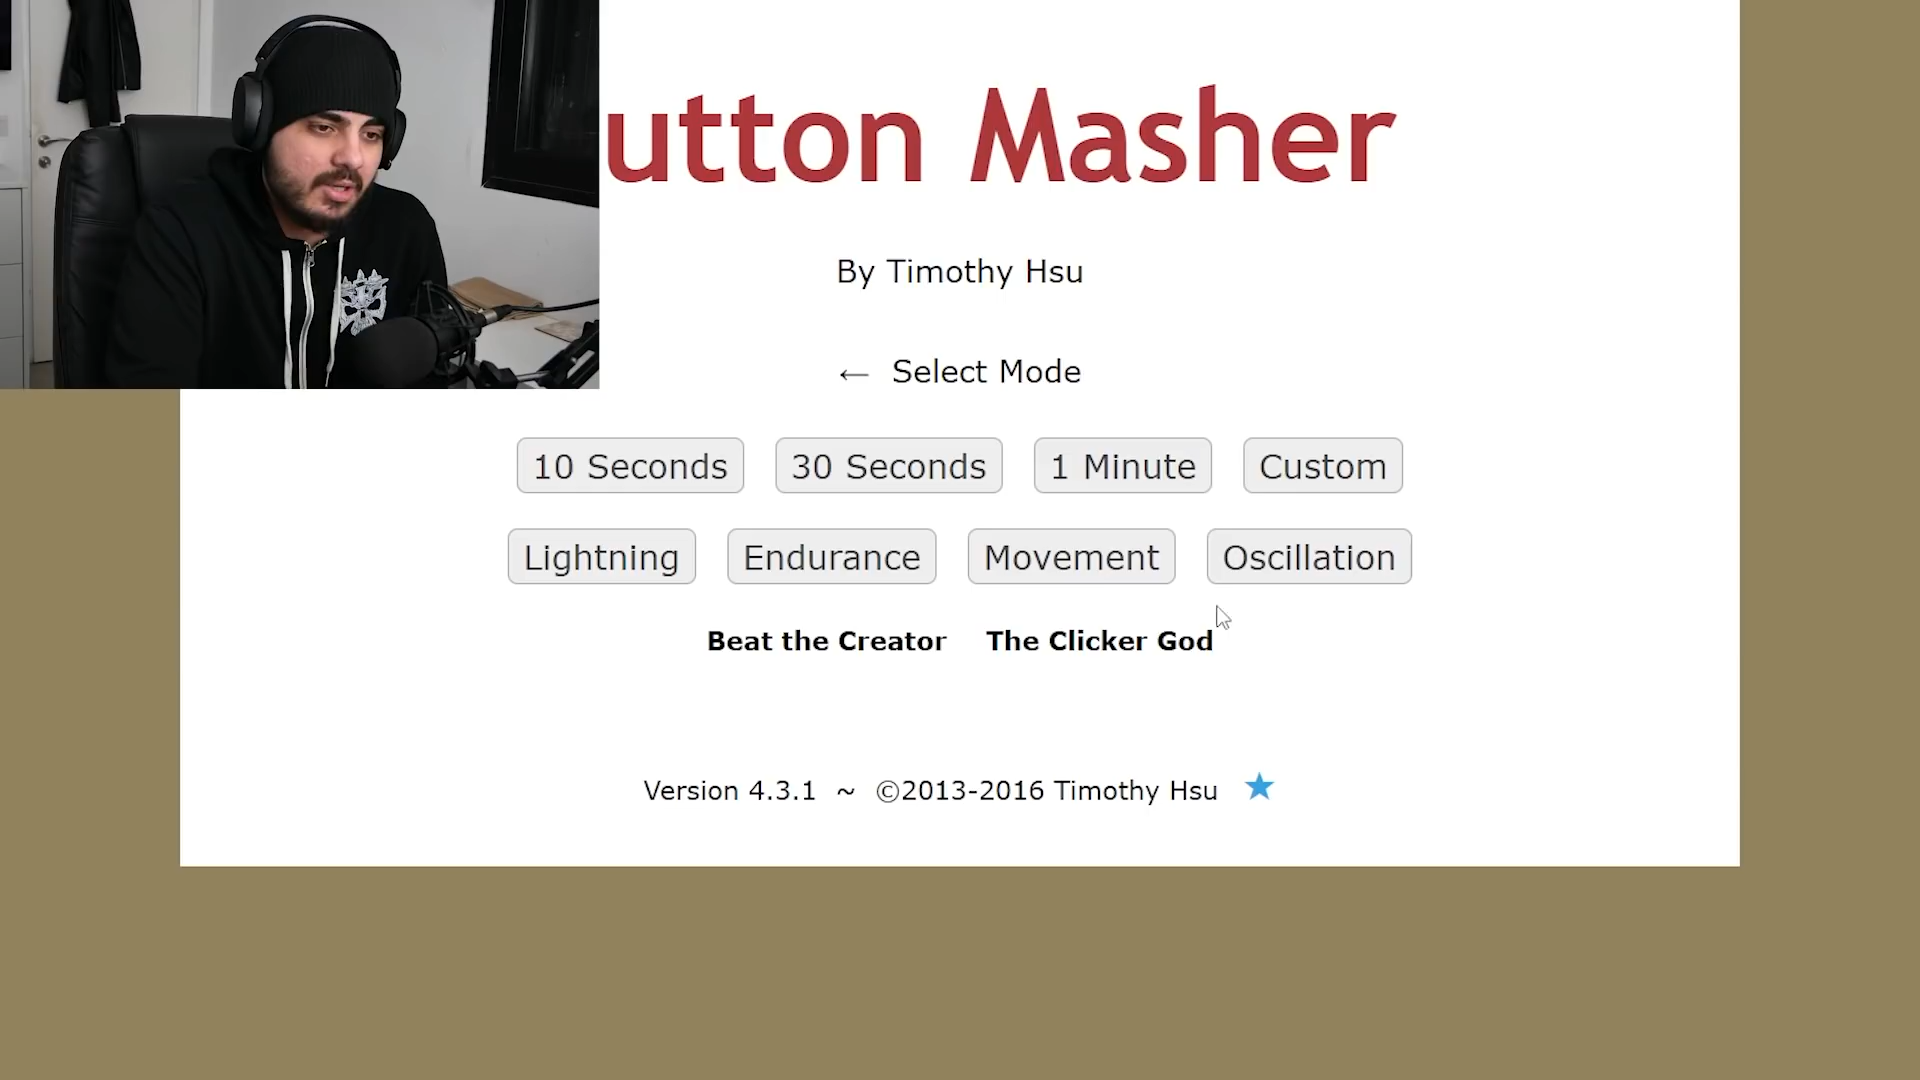 utton Masher
By Timothy Hsu
← Select Mode
10 Seconds 30 Seconds 1 Minute Custom
Lightning Endurance Movement Oscillation
Beat the Creator The Clicker God
Version 4.3.1 ~ ©2013-2016 Timothy Hsu ★